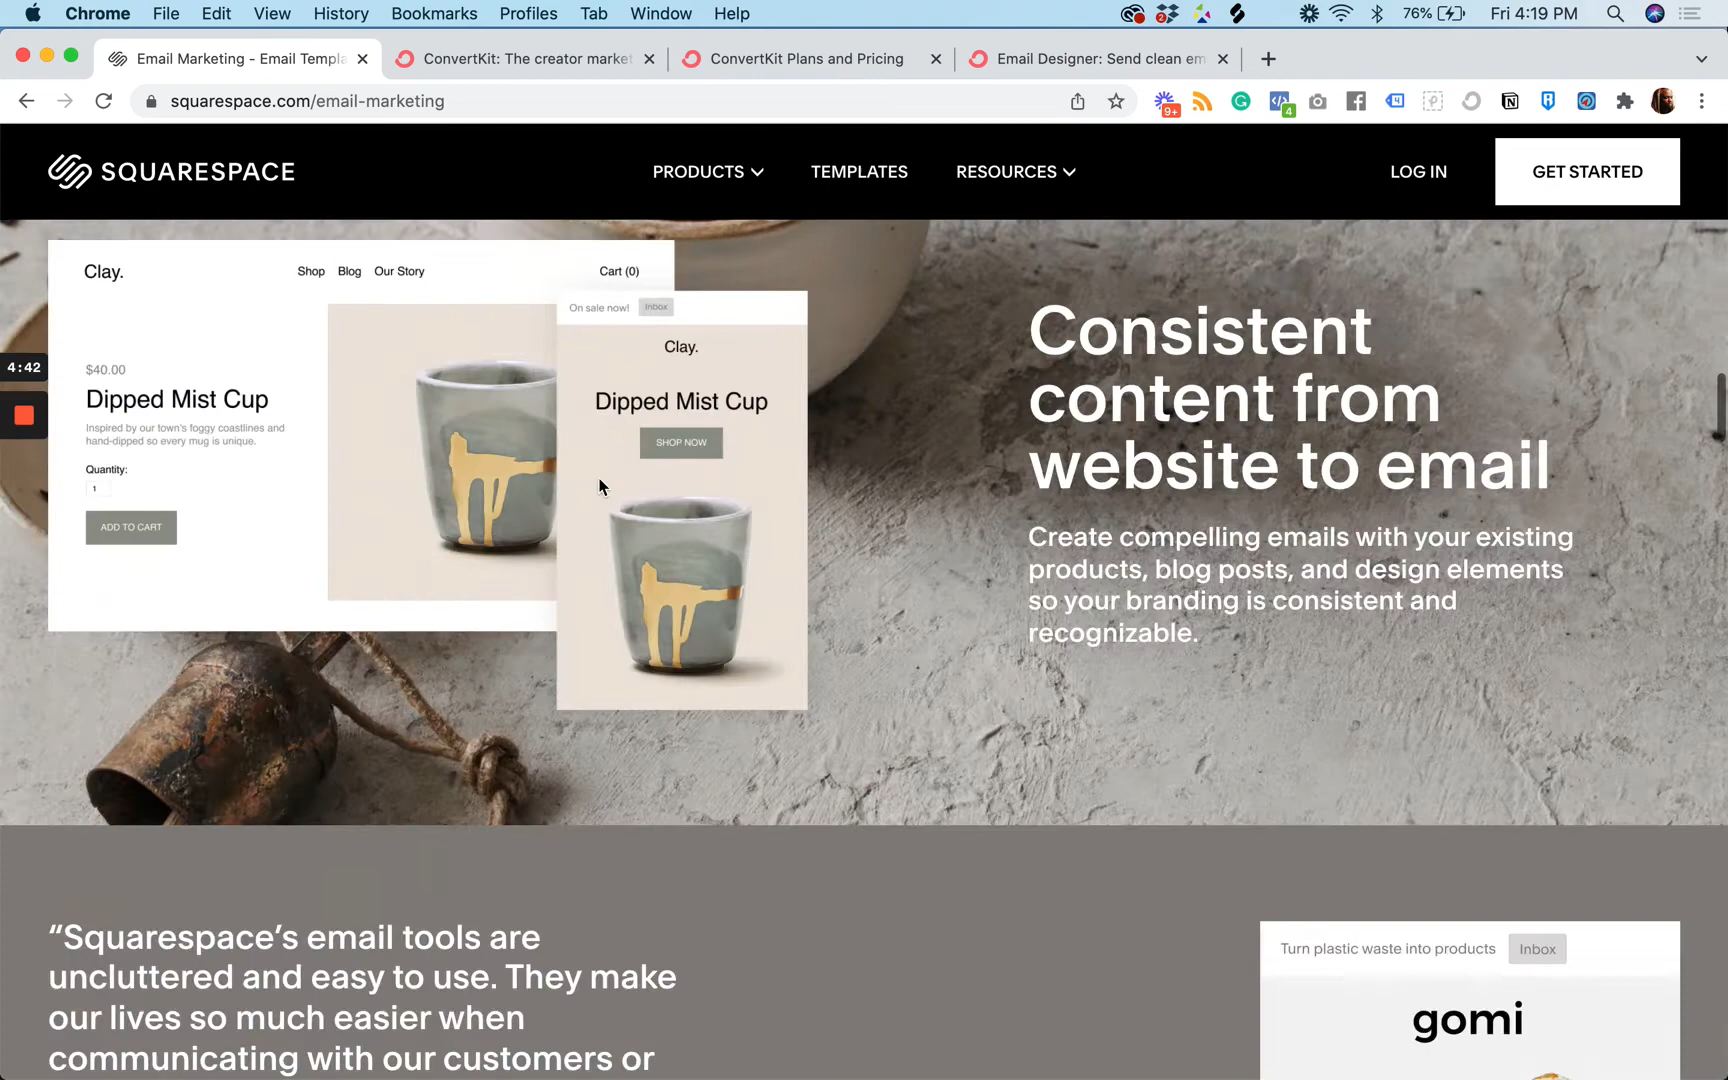 Chrome File Edit View History Bookmarks Profiles Tab Window Help
2
76% Fri 4:19 PM
Email Marketing - Email Templa
ConvertKit: The creator market
ConvertKit Plans and Pricing
Email Designer: Send clean em
squarespace.com/email-marketing
9+
4
SQUARESPACE
PRODUCTS
TEMPLATES
RESOURCES
LOG IN
GET STARTED
Clay.
Shop Blog Our Story
Cart (0)
On sale now! Inbox
Clay.
4:42
$40.00
Dipped Mist Cup
Inspired by our town's foggy coastlines and
hand-dipped so every mug is unique.
Quantity:
1
ADD TO CART
Dipped Mist Cup
SHOP NOW
Consistent
content from
website to email
Create compelling emails with your existing
products, blog posts, and design elements
so your branding is consistent and
recognizable.
“Squarespace’s email tools are
uncluttered and easy to use. They make
our lives so much easier when
communicating with our customers or
Turn plastic waste into products Inbox
gomi